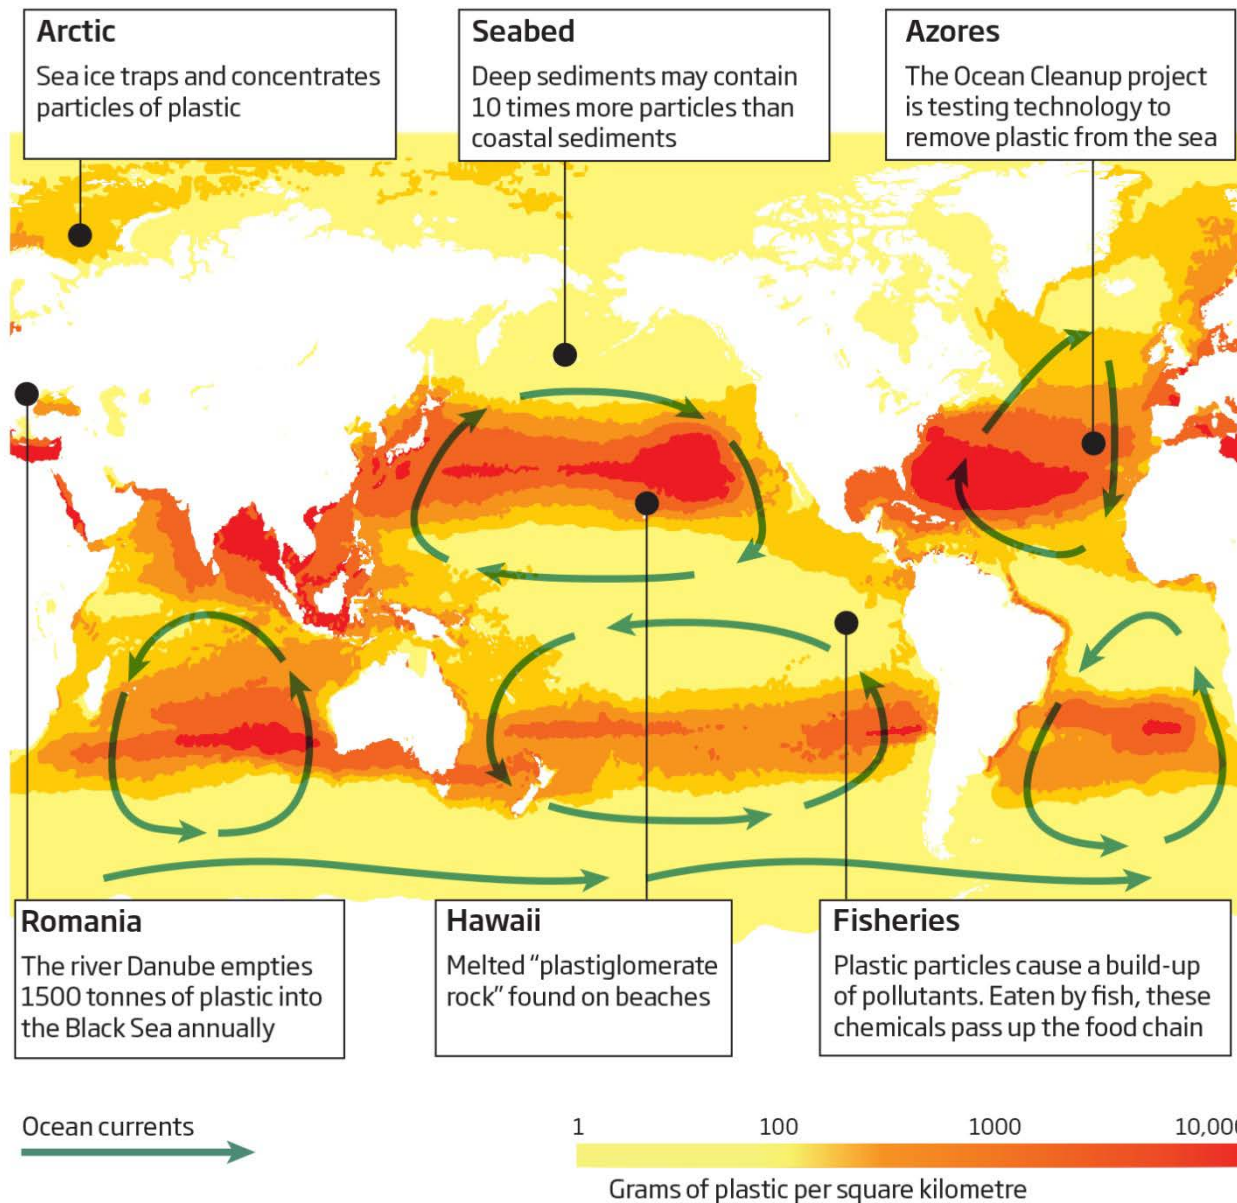 Arctic
Sea ice traps and concentrates
particles of plastic
Seabed
Deep sediments may contain
10 times more particles than
coastal sediments
Azores
The Ocean Cleanup project
is testing technology to
remove plastic from the sea
Romania
The river Danube empties
1500 tonnes of plastic into
the Black Sea annually
Hawaii
Melted “plastiglomerate
rock” found on beaches
Fisheries
Plastic particles cause a build-up
of pollutants. Eaten by fish, these
chemicals pass up the food chain
Ocean currents
1 100 1000 10,000
Grams of plastic per square kilometre